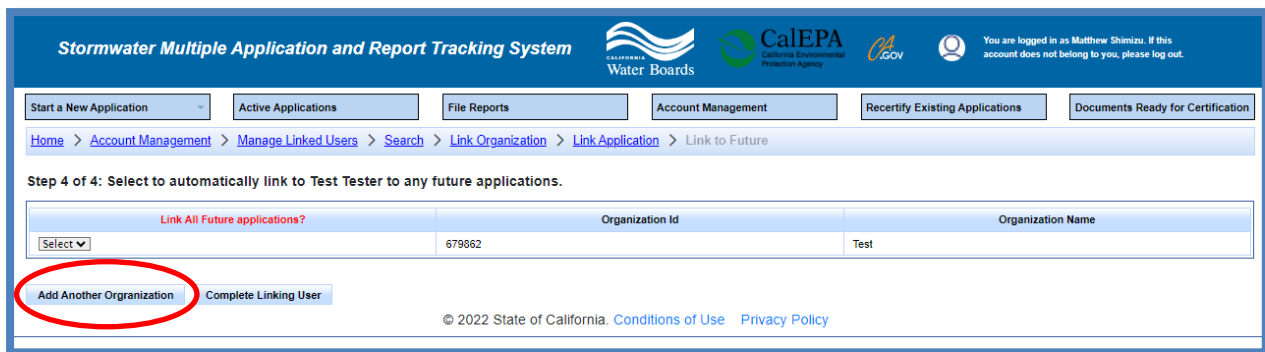 Stormwater Multiple Application and Report Tracking System
CALIFORNIA
Water Boards
CalEPA
California Environmental
Protection Agency
CA.GOV
You are logged in as Matthew Shimizu. If this
account does not belong to you, please log out.
Start a New Application
Active Applications
File Reports
Account Management
Recertify Existing Applications
Documents Ready for Certification
Home > Account Management > Manage Linked Users > Search > Link Organization > Link Application > Link to Future
Step 4 of 4: Select to automatically link to Test Tester to any future applications.
Link All Future applications? Organization Id Organization Name
Select 679862 Test
Add Another Orgranization Complete Linking User
© 2022 State of California. Conditions of Use Privacy Policy